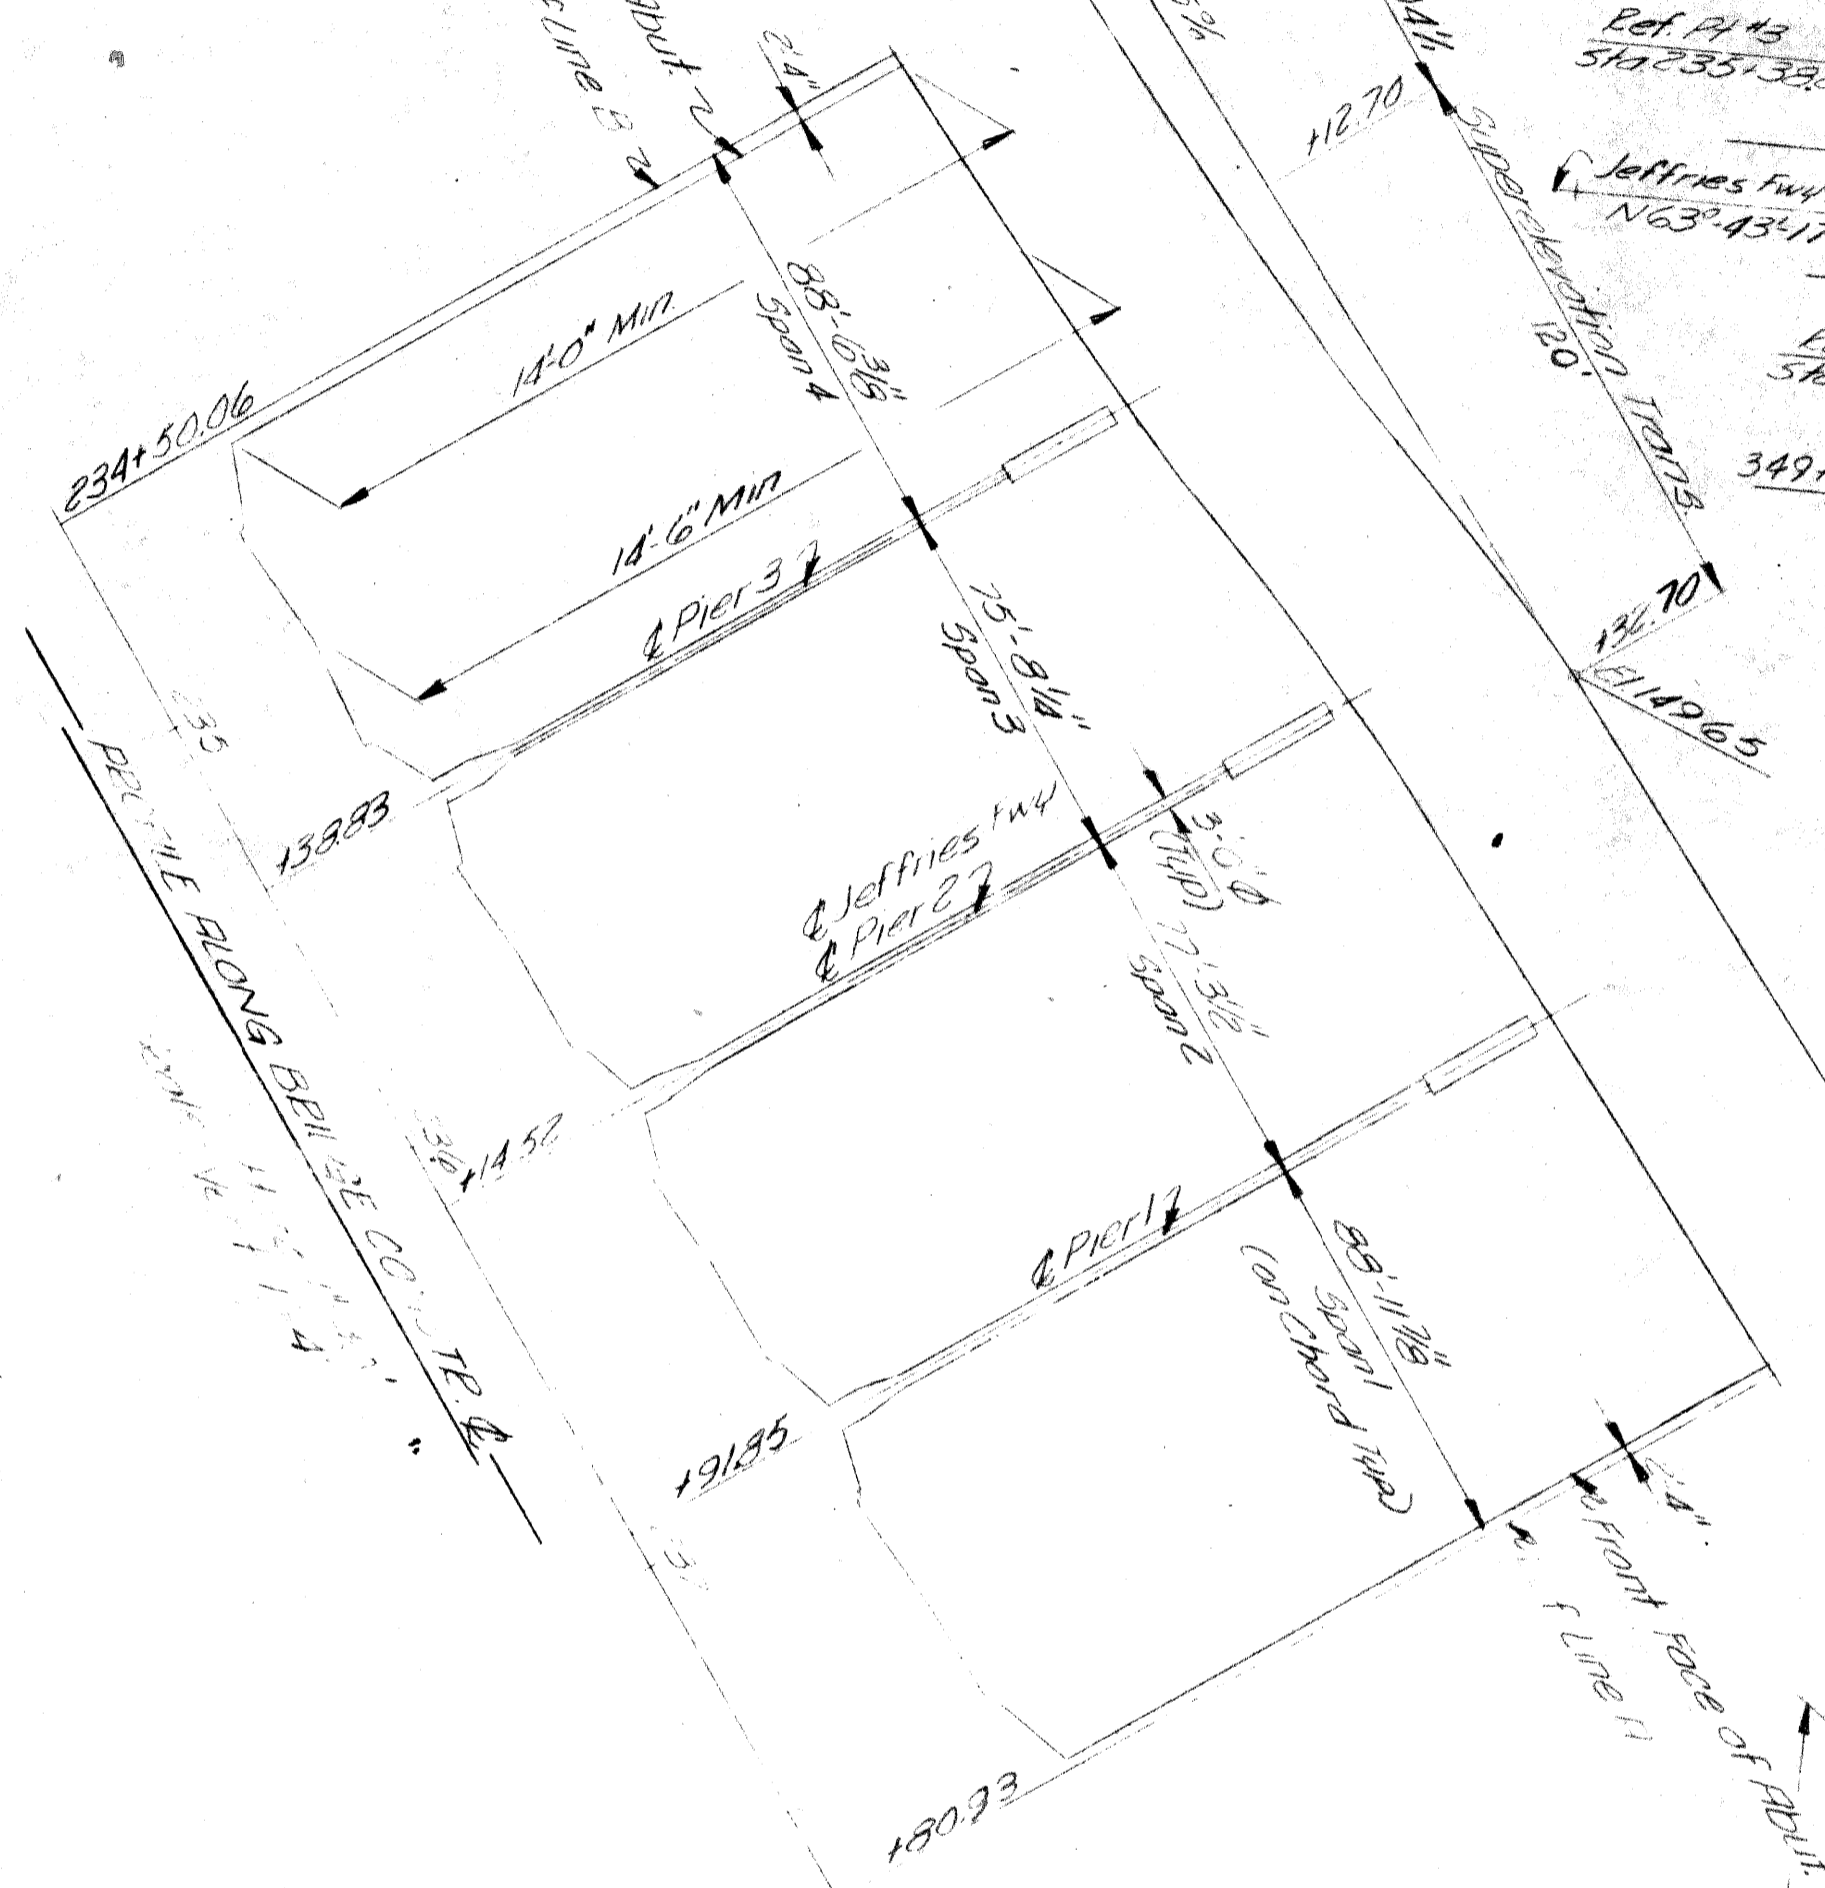 Ref. Pt #3
Sta 235+38.
+12.70
Jeffries Fwy
N63°-43'-17
Superelevation Trans.
120'
349+
+36.70
El 149.65
Line B
Abut.
2'-4"
88'-6 3/8"
Span 4
14'-0" Min.
234+50.06
14'-6" Min
℄ Pier 3
75'-8 1/4"
Span 3
235
+38.83
3'-0" ϕ
(Typ)
℄ Jeffries Fwy
℄ Pier 2
77'-3 1/2"
Span 2
+14.52
℄ Pier 1
88'-11 7/8"
Span 1
(on Chord Typ)
+91.85
PROFILE ALONG
2'-4"
Front Face of Abut.
Line A
+80.93